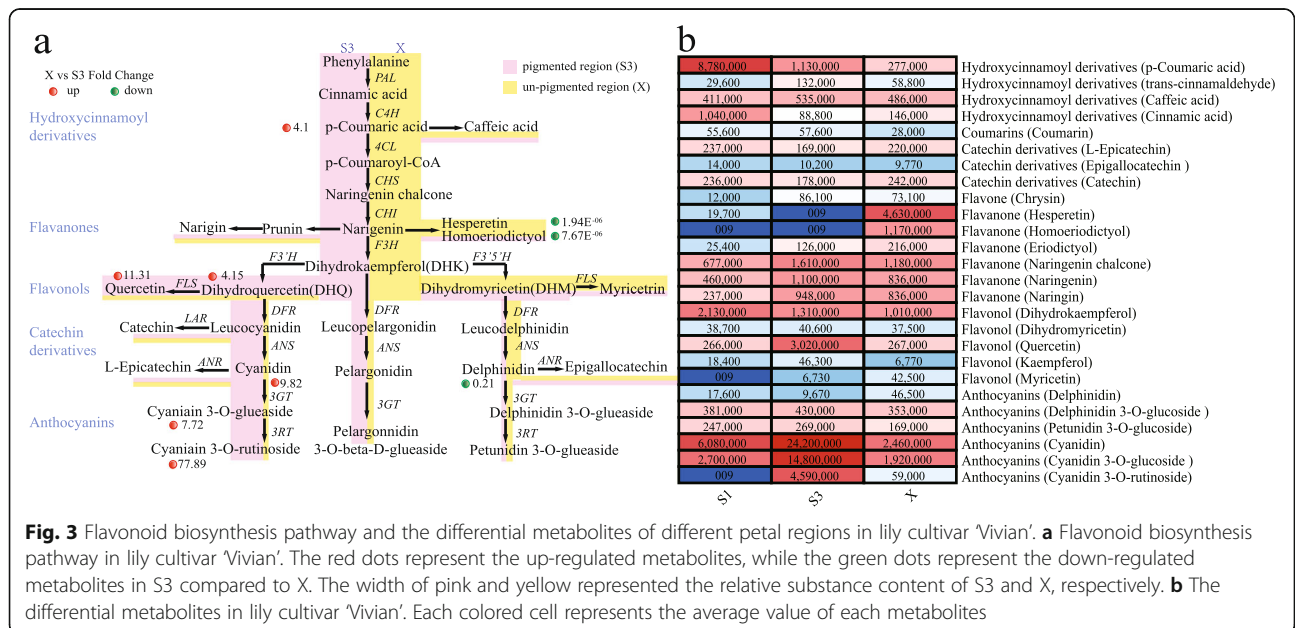 a
S3 X
X vs S3 Fold Change
up down
pigmented region (S3)
un-pigmented region (X)
Hydroxycinnamoyl
derivatives
Flavanones
Flavonols
Catechin
derivatives
Anthocyanins
Phenylalanine
PAL
Cinnamic acid
C4H
4.1 p-Coumaric acid Caffeic acid
4CL
p-Coumaroyl-CoA
CHS
Naringenin chalcone
CHI
Narigin Prunin Narigenin Hesperetin 1.94E-06
Homoeriodictyol 7.67E-06
F3H
F3'H Dihydrokaempferol(DHK) F3'5'H
11.31 4.15
Quercetin FLS Dihydroquercetin(DHQ) Dihydromyricetin(DHM) FLS Myricetrin
DFR DFR DFR
Catechin LAR Leucocyanidin Leucopelargonidin Leucodelphinidin
ANS ANS ANS
L-Epicatechin ANR Cyanidin Pelargonidin Delphinidin ANR Epigallocatechin
9.82 0.21
3GT 3GT 3GT
Cyaniain 3-O-glueaside Delphinidin 3-O-glueaside
7.72
3RT Pelargonnidin 3RT
Cyaniain 3-O-rutinoside 3-O-beta-D-glueaside Petunidin 3-O-glueaside
77.89
b
8,780,000 1,130,000 277,000 Hydroxycinnamoyl derivatives (p-Coumaric acid)
29,600 132,000 58,800 Hydroxycinnamoyl derivatives (trans-cinnamaldehyde)
411,000 535,000 486,000 Hydroxycinnamoyl derivatives (Caffeic acid)
1,040,000 88,800 146,000 Hydroxycinnamoyl derivatives (Cinnamic acid)
55,600 57,600 28,000 Coumarins (Coumarin)
237,000 169,000 220,000 Catechin derivatives (L-Epicatechin)
14,000 10,200 9,770 Catechin derivatives (Epigallocatechin )
236,000 178,000 242,000 Catechin derivatives (Catechin)
12,000 86,100 73,100 Flavone (Chrysin)
19,700 009 4,630,000 Flavanone (Hesperetin)
009 009 1,170,000 Flavanone (Homoeriodictyol)
25,400 126,000 216,000 Flavanone (Eriodictyol)
677,000 1,610,000 1,180,000 Flavanone (Naringenin chalcone)
460,000 1,100,000 836,000 Flavanone (Naringenin)
237,000 948,000 836,000 Flavanone (Naringin)
2,130,000 1,310,000 1,010,000 Flavonol (Dihydrokaempferol)
38,700 40,600 37,500 Flavonol (Dihydromyricetin)
266,000 3,020,000 267,000 Flavonol (Quercetin)
18,400 46,300 6,770 Flavonol (Kaempferol)
009 6,730 42,500 Flavonol (Myricetin)
17,600 9,670 46,500 Anthocyanins (Delphinidin)
381,000 430,000 353,000 Anthocyanins (Delphinidin 3-O-glucoside )
247,000 269,000 169,000 Anthocyanins (Petunidin 3-O-glucoside)
6,080,000 24,200,000 2,460,000 Anthocyanins (Cyanidin)
2,700,000 14,800,000 1,920,000 Anthocyanins (Cyanidin 3-O-glucoside )
009 4,590,000 59,000 Anthocyanins (Cyanidin 3-O-rutinoside)
S1 S3 X
Fig. 3 Flavonoid biosynthesis pathway and the differential metabolites of different petal regions in lily cultivar ‘Vivian’. a Flavonoid biosynthesis
pathway in lily cultivar ‘Vivian’. The red dots represent the up-regulated metabolites, while the green dots represent the down-regulated
metabolites in S3 compared to X. The width of pink and yellow represented the relative substance content of S3 and X, respectively. b The
differential metabolites in lily cultivar ‘Vivian’. Each colored cell represents the average value of each metabolites